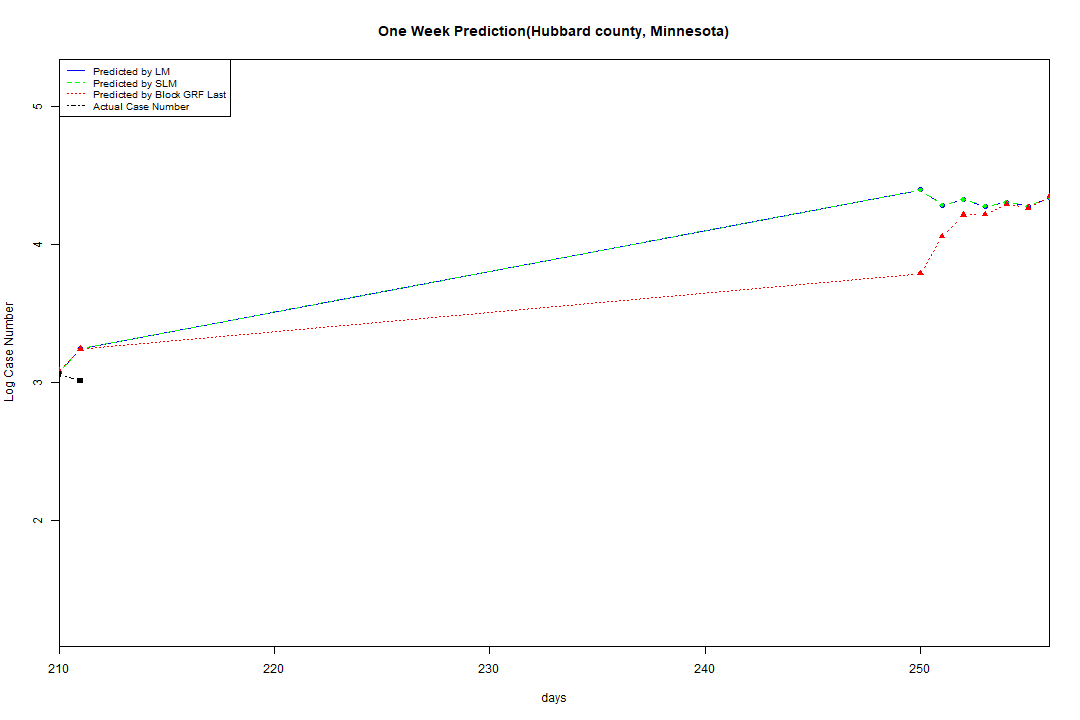 One Week Prediction(Hubbard county, Minnesota)
Predicted by LM
Predicted by SLM
Predicted by Block GRF Last
Actual Case Number
5
4
3
2
Log Case Number
210 220 230 240 250
days